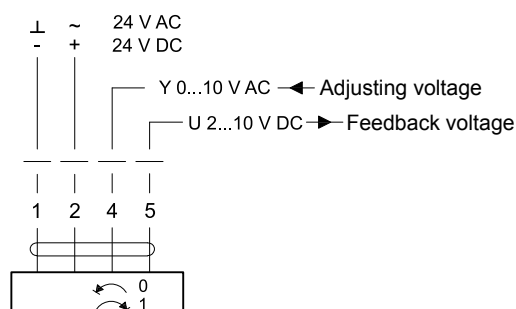 ⊥ ~ 24 V AC
- + 24 V DC
Y 0...10 V AC Adjusting voltage
U 2...10 V DC Feedback voltage
1 2 4 5
0
1